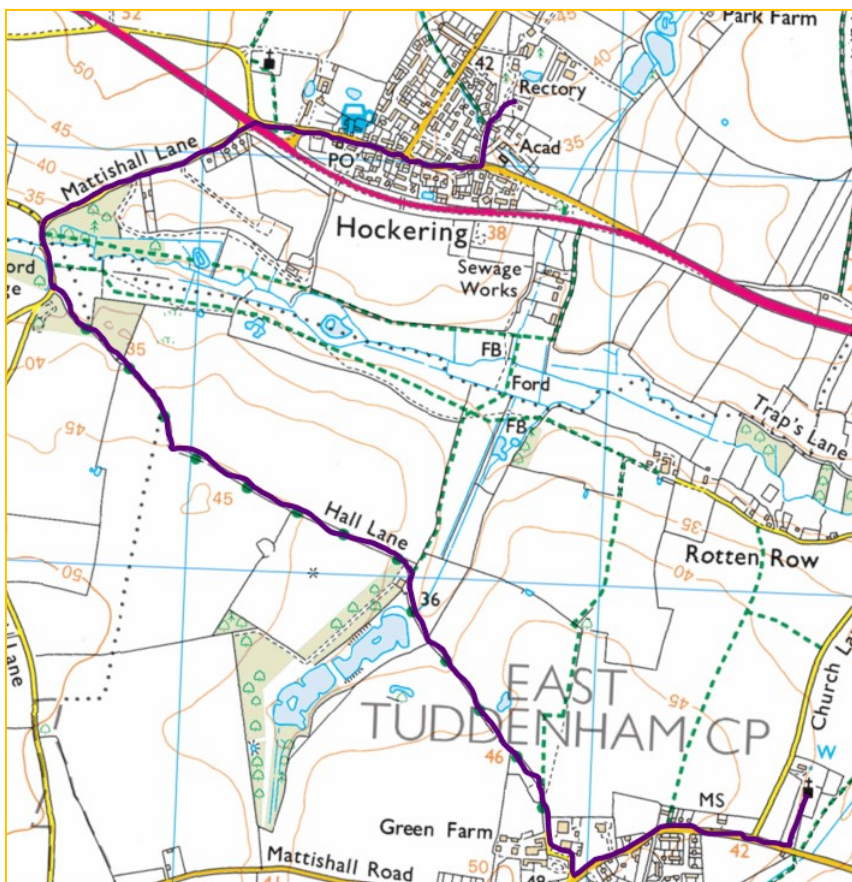 52
45
40
Park Farm
50
42
Rectory
45
35
Acad
40
Mattishall Lane
PO
35
Hockering
38
Sewage
Works
FB
Ford
40
35
FB
45
Trap's Lane
45
Hall Lane
35
Rotten Row
50
40
36
EAST
TUDDENHAM CP
45
Church La
W
46
MS
Green Farm
42
Mattishall Road
50